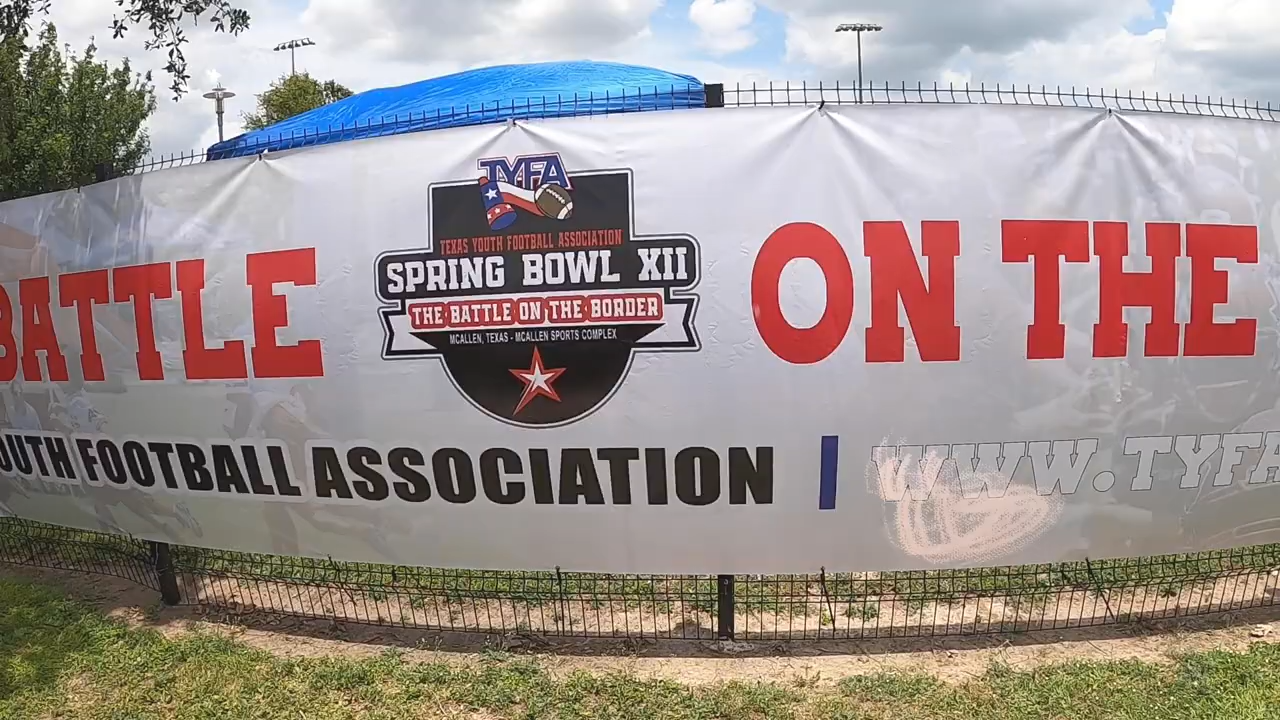 BATTLE
TYFA
TEXAS YOUTH FOOTBALL ASSOCIATION
SPRING BOWL XII
THE BATTLE ON THE BORDER
MCALLEN, TEXAS - MCALLEN SPORTS COMPLEX
ON THE
OUTH FOOTBALL ASSOCIATION | WWW.TYFA